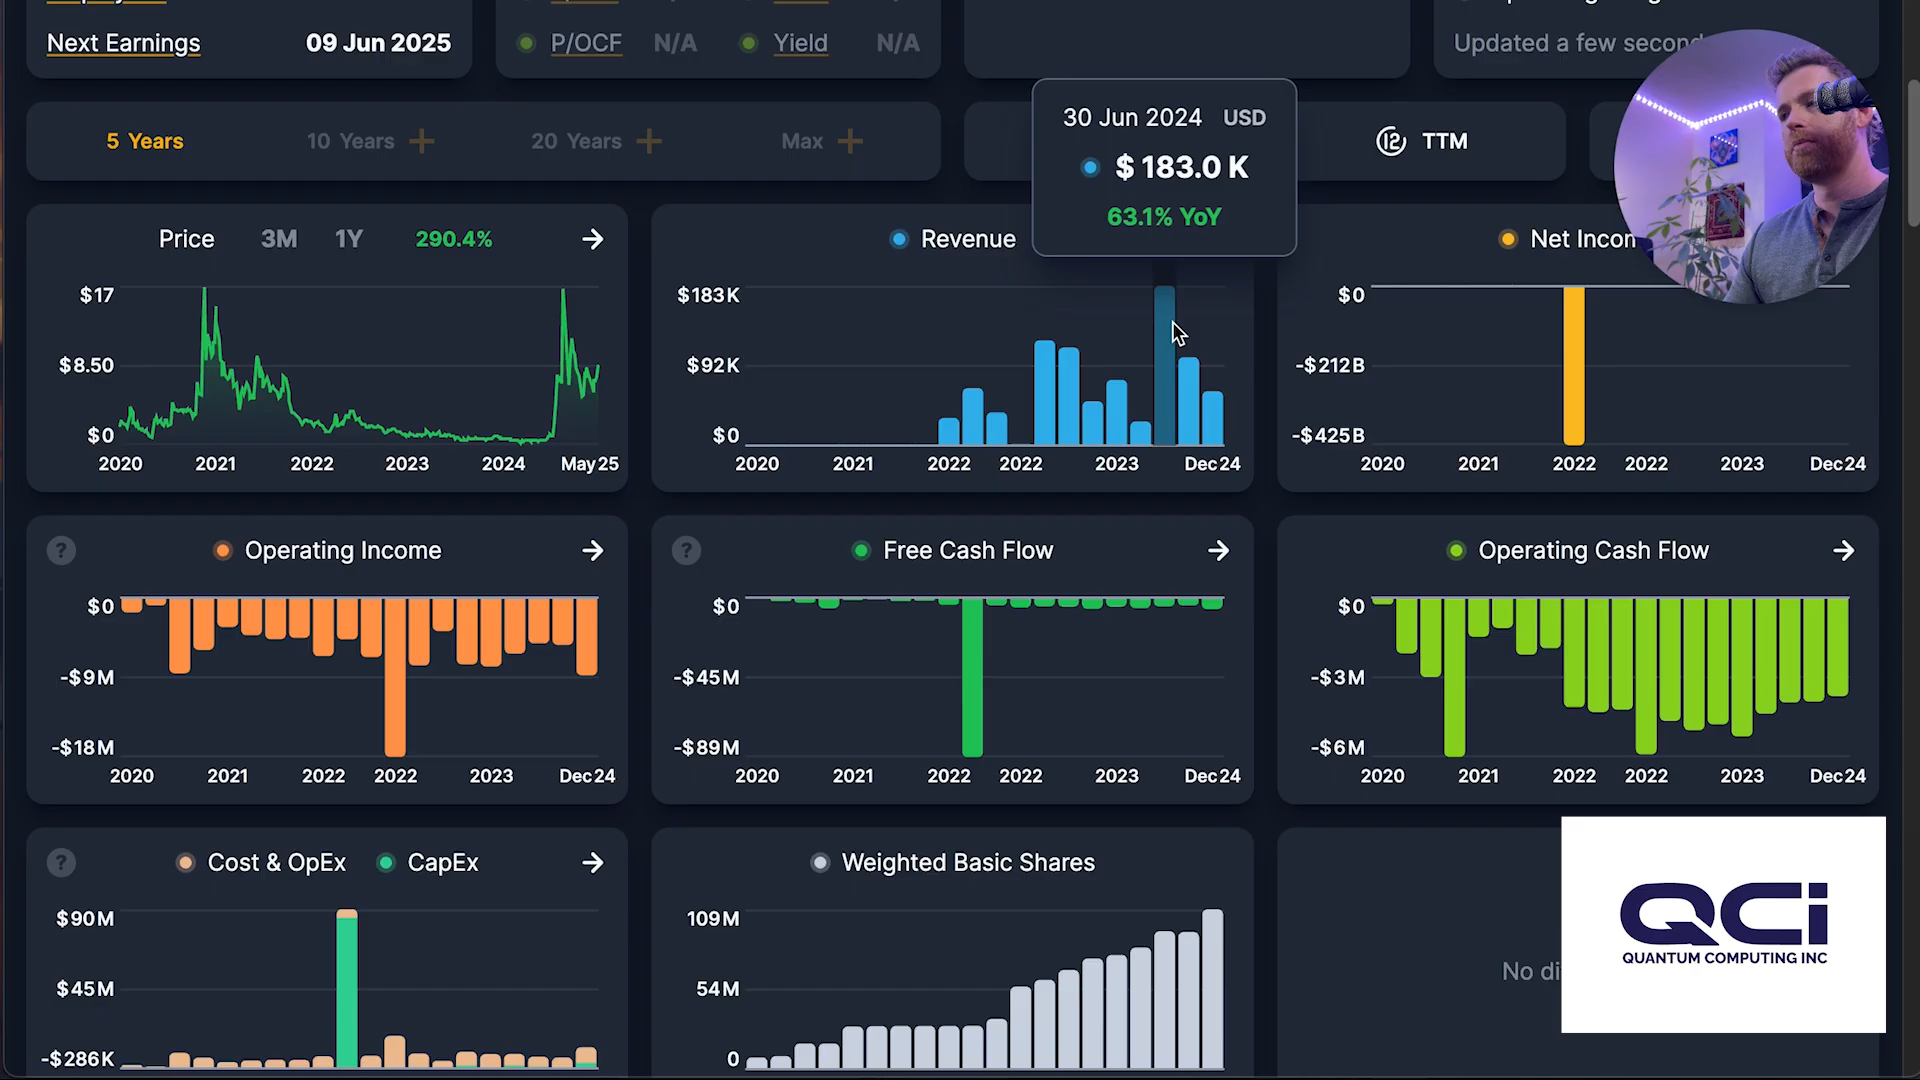 Next Earnings 09 Jun 2025
P/OCF N/A Yield N/A
Updated a few second
5 Years 10 Years 20 Years Max
30 Jun 2024 USD
$ 183.0 K
63.1% YoY
12 TTM
Price 3M 1Y 290.4%
$17
$8.50
$0
2020 2021 2022 2023 2024 May 25
Revenue
$183K
$92K
$0
2020 2021 2022 2022 2023 Dec 24
Net Incom
$0
-$212B
-$425B
2020 2021 2022 2022 2023 Dec 24
? Operating Income
$0
-$9M
-$18M
2020 2021 2022 2022 2023 Dec 24
? Free Cash Flow
$0
-$45M
-$89M
2020 2021 2022 2022 2023 Dec 24
Operating Cash Flow
$0
-$3M
-$6M
2020 2021 2022 2022 2023 Dec 24
? Cost & OpEx CapEx
$90M
$45M
-$286K
Weighted Basic Shares
109M
54M
0
No di
QCi
QUANTUM COMPUTING INC